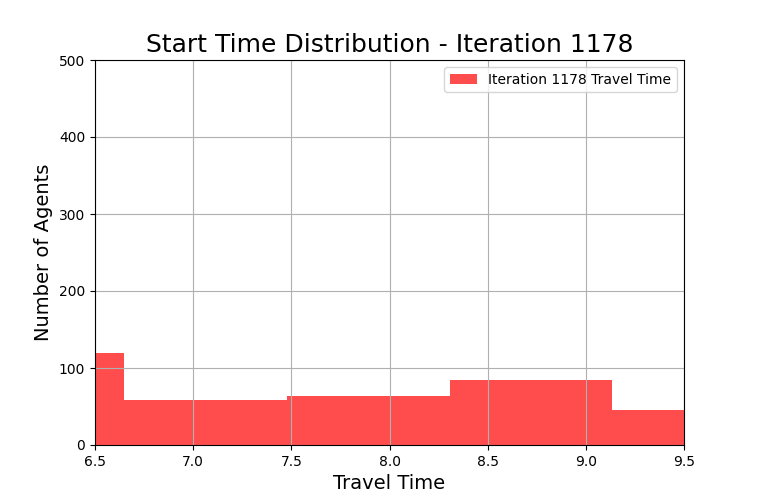 Start Time Distribution - Iteration 1178
Iteration 1178 Travel Time
Number of Agents
500
400
300
200
100
0
6.5 7.0 7.5 8.0 8.5 9.0 9.5
Travel Time